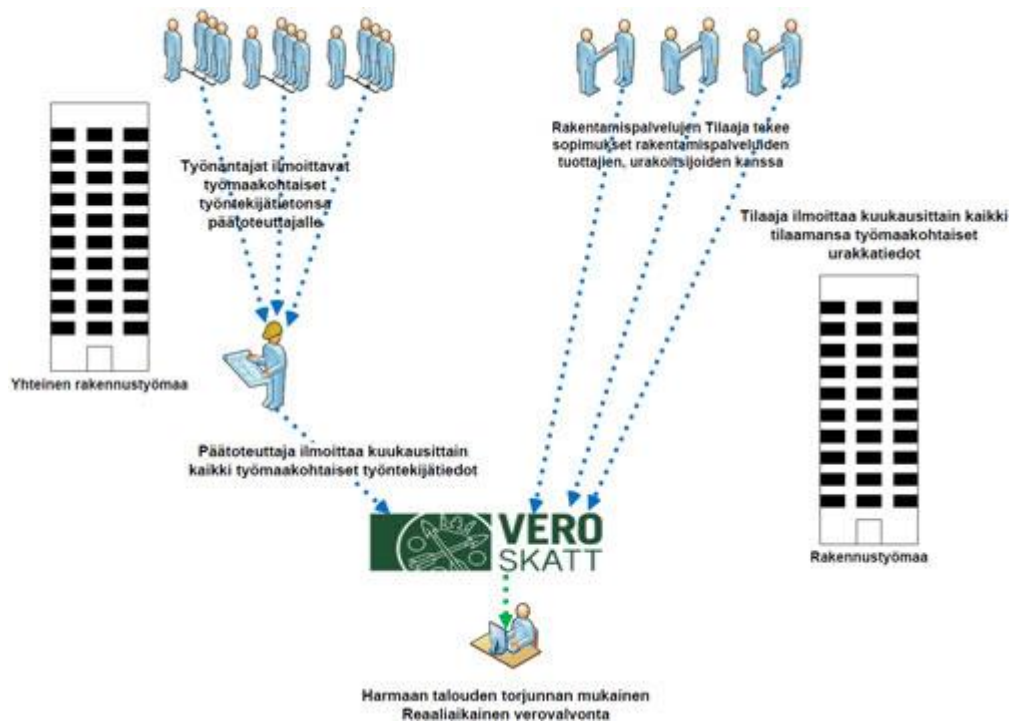 Työnantajat ilmoittavat
työmaakohtaiset
työntekijätietonsa
päätoteuttajalle
Rakentamispalvelujen Tilaaja tekee
sopimukset rakentamispalveluiden
tuottajien, urakoitsijoiden kanssa
Tilaaja ilmoittaa kuukausittain kaikki
tilaamansa työmaakohtaiset
urakkatiedot
Yhteinen rakennustyömaa
Päätoteuttaja ilmoittaa kuukausittain
kaikki työmaakohtaiset työntekijätiedot
VERO
SKATT
Rakennustyömaa
Harmaan talouden torjunnan mukainen
Reaaliaikainen verovalvonta